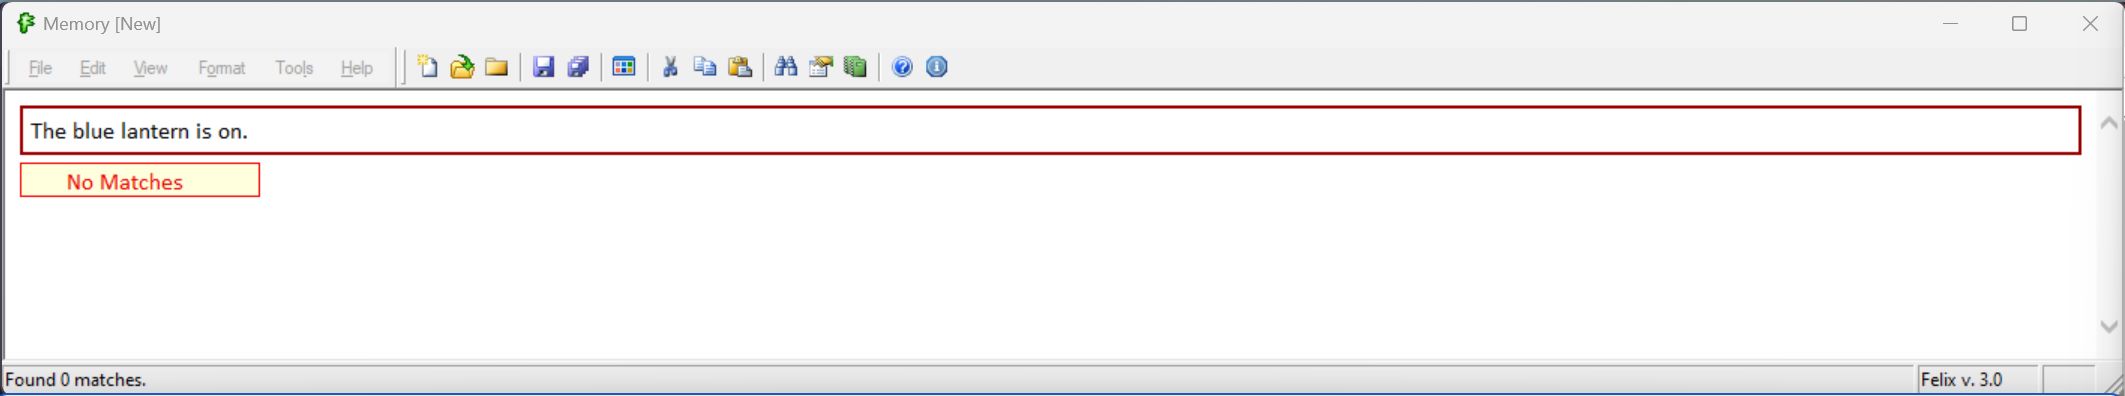 Memory [New]
File Edit View Format Tools Help
The blue lantern is on.
No Matches
Found 0 matches.
Felix v. 3.0